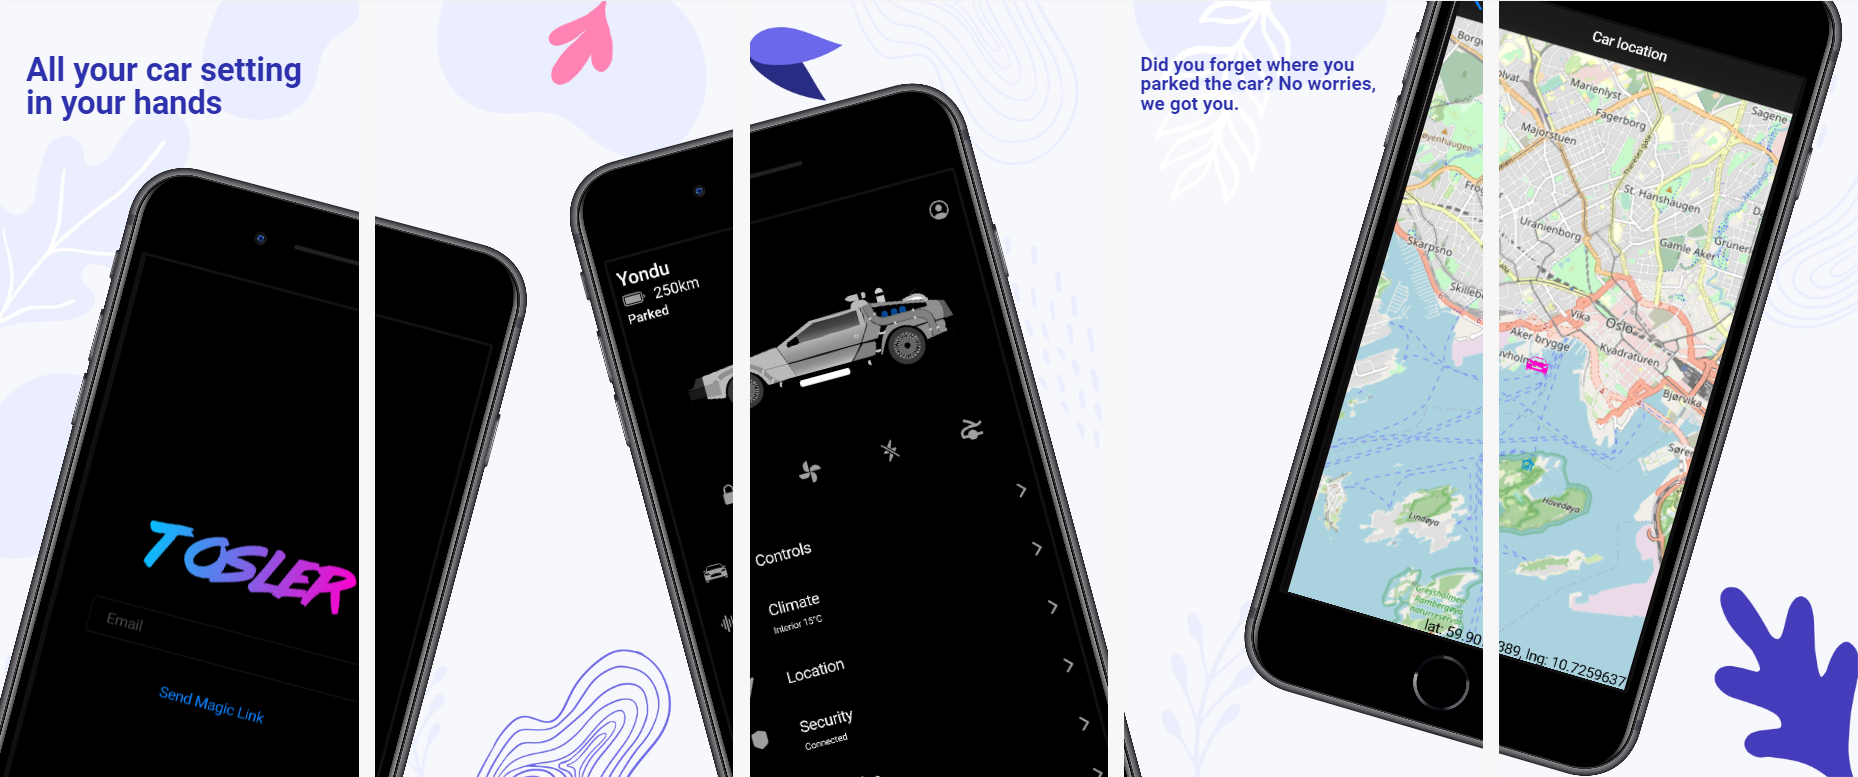 All your car setting
in your hands
TOSLER
Email
Send Magic Link
Yondu
250km
Parked
Controls
Climate
Interior 15°C
Location
Security
Connected
Did you forget where you
parked the car? No worries,
we got you.
Car location
Marienlyst
Sagene
Fagerborg
Majorstuen
St. Hanshaugen
Uranienborg
Gamle Aker
Skarpsno
Vika
Oslo
Aker brygge
Kvadraturen
Bjørvika
Hovedøya
Lindøya
Gressholmen
Rambergøya
naturreservat
lat: 59.90 389, lng: 10.7259637